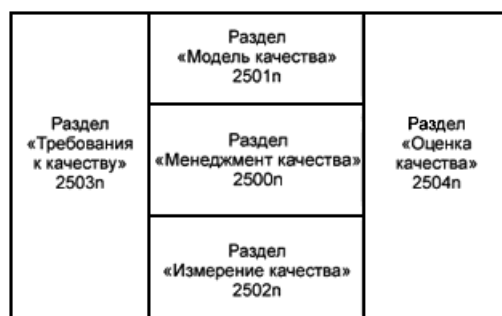 Раздел
«Требования
к качеству»
2503n
Раздел
«Модель качества»
2501n
Раздел
«Менеджмент качества»
2500n
Раздел
«Измерение качества»
2502n
Раздел
«Оценка
качества»
2504n